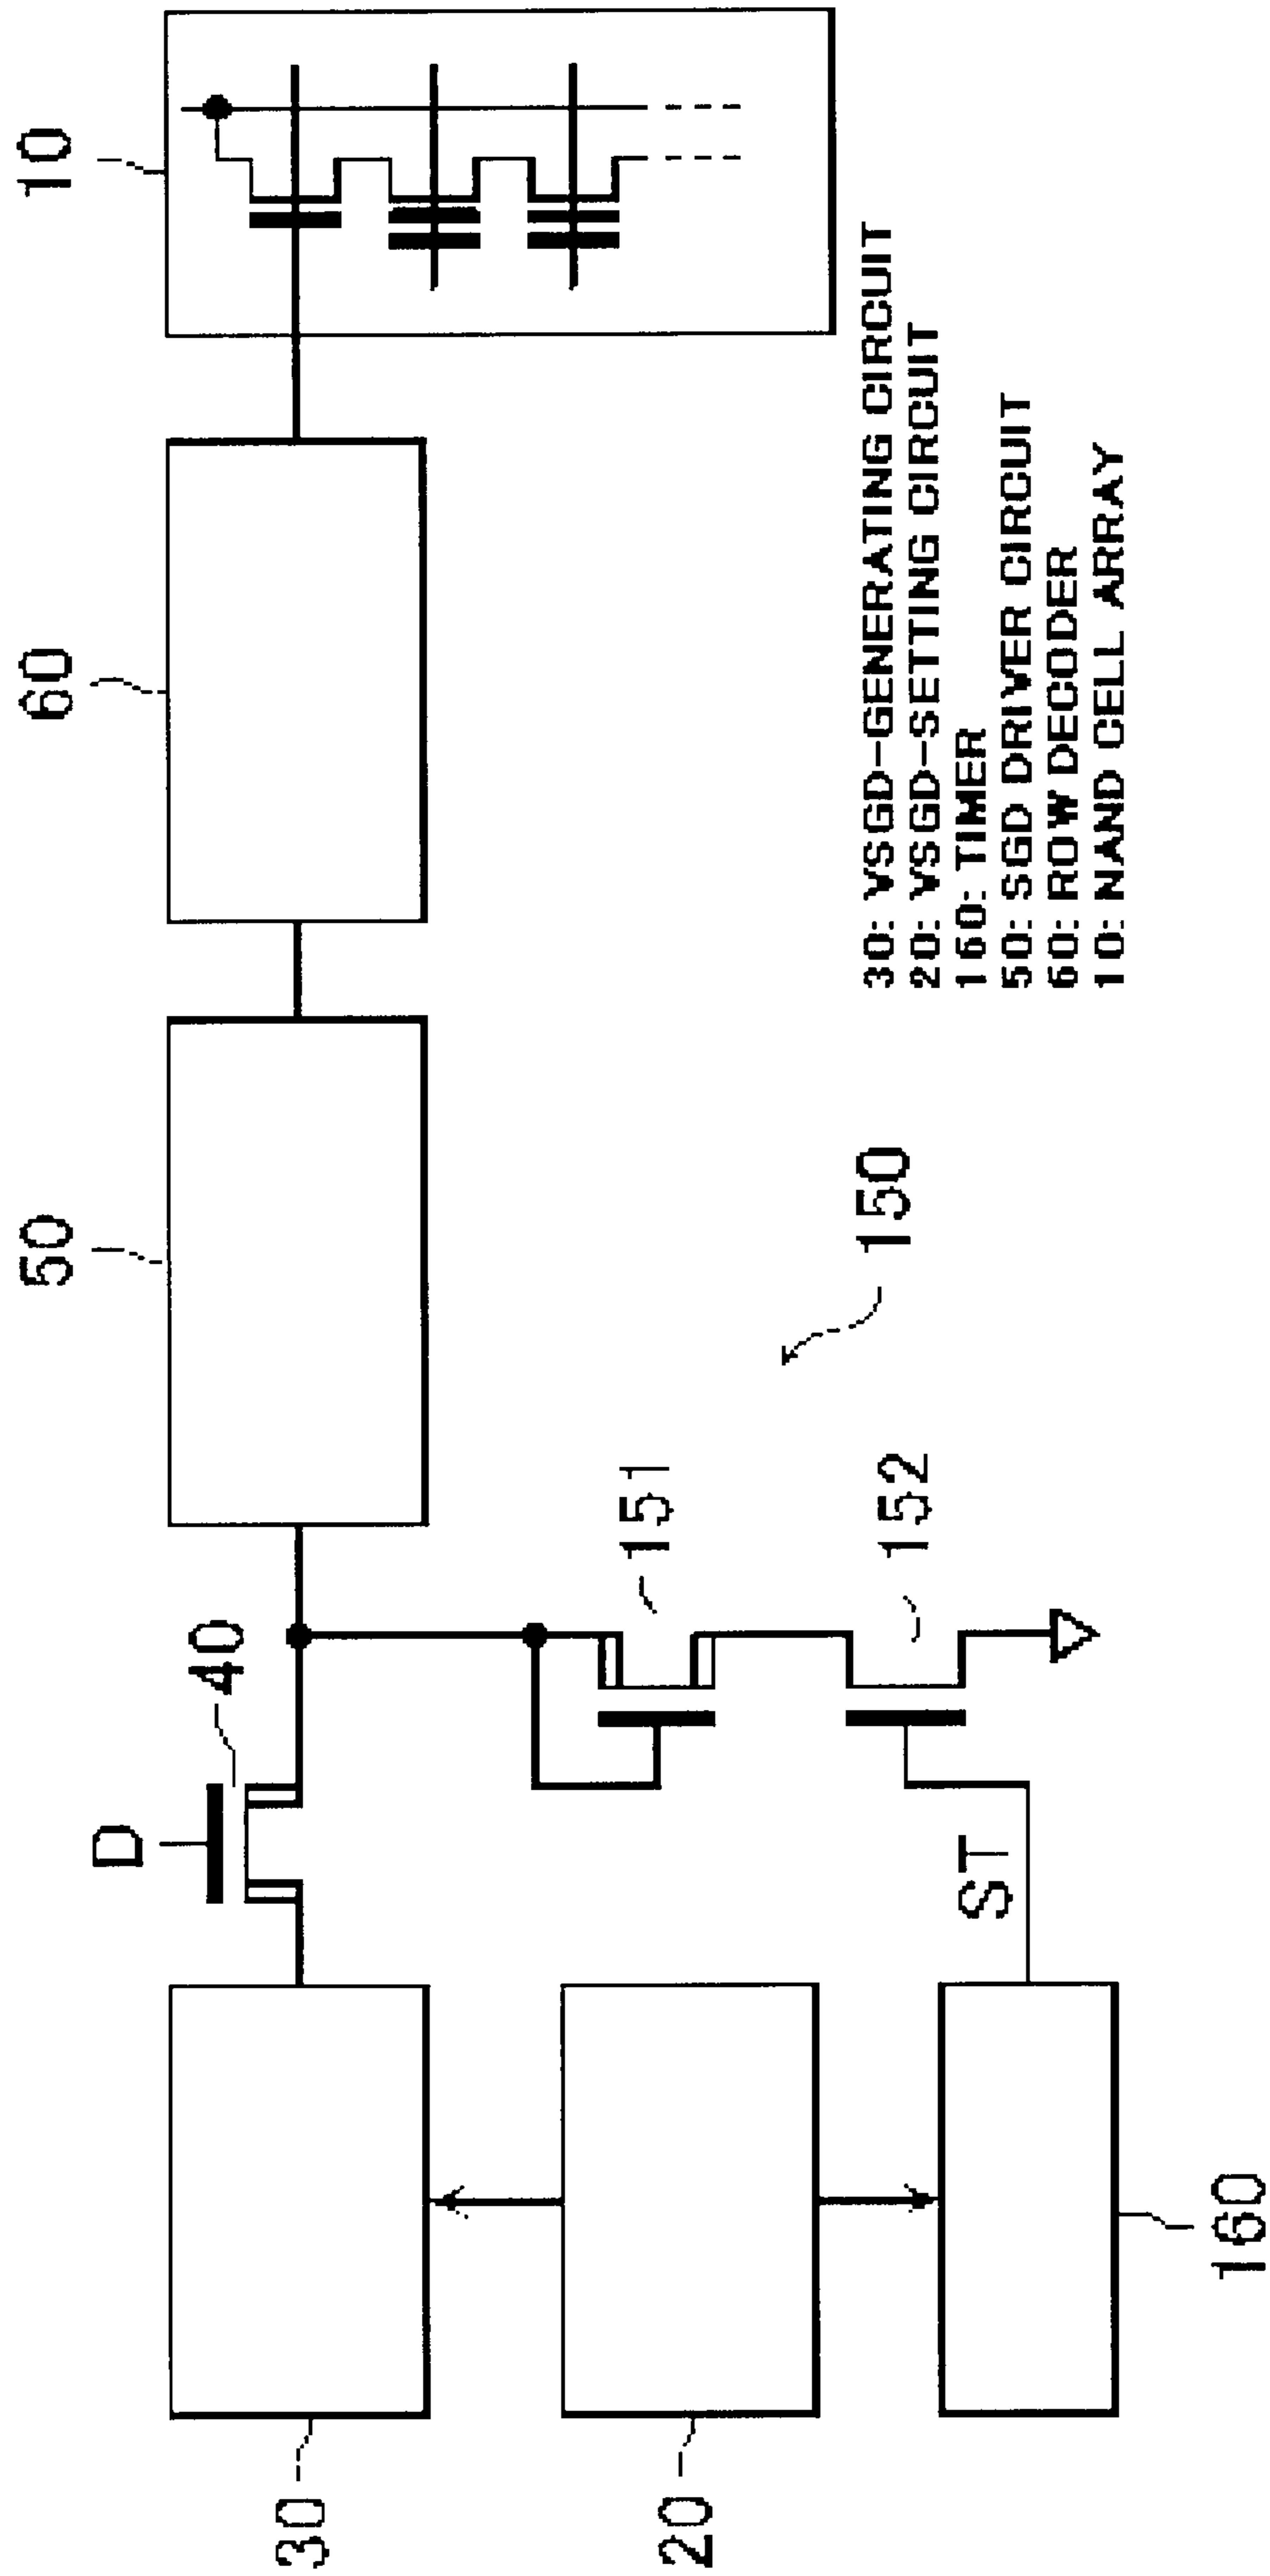 10
60
50
40
D
30
20
160
ST
151
152
150
30: VSGD-GENERATING CIRCUIT
20: VSGD-SETTING CIRCUIT
160: TIMER
50: SGD DRIVER CIRCUIT
60: ROW DECODER
10: NAND CELL ARRAY